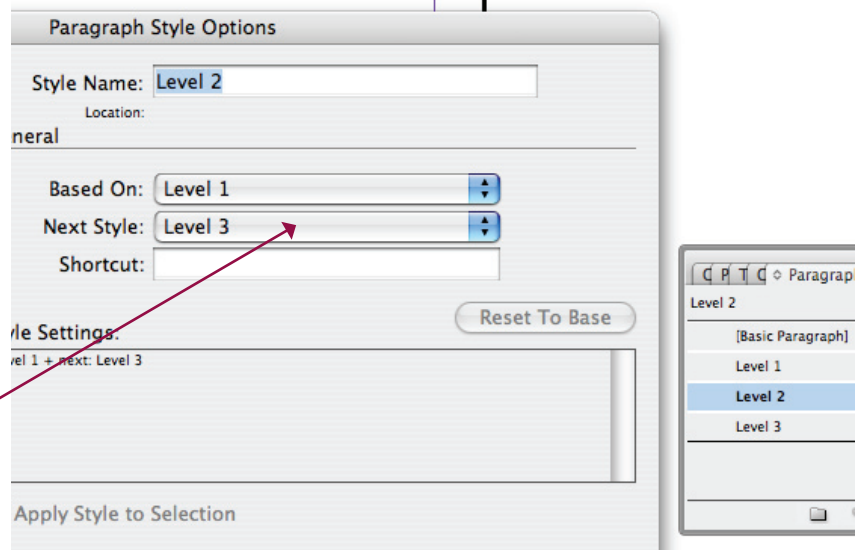 Paragraph Style Options
Style Name: Level 2
Location:
neral
Based On: Level 1
Next Style: Level 3
Shortcut:
Reset To Base
le Settings:
vel 1 + next: Level 3
Apply Style to Selection
Paragrap
Level 2
[Basic Paragraph]
Level 1
Level 2
Level 3